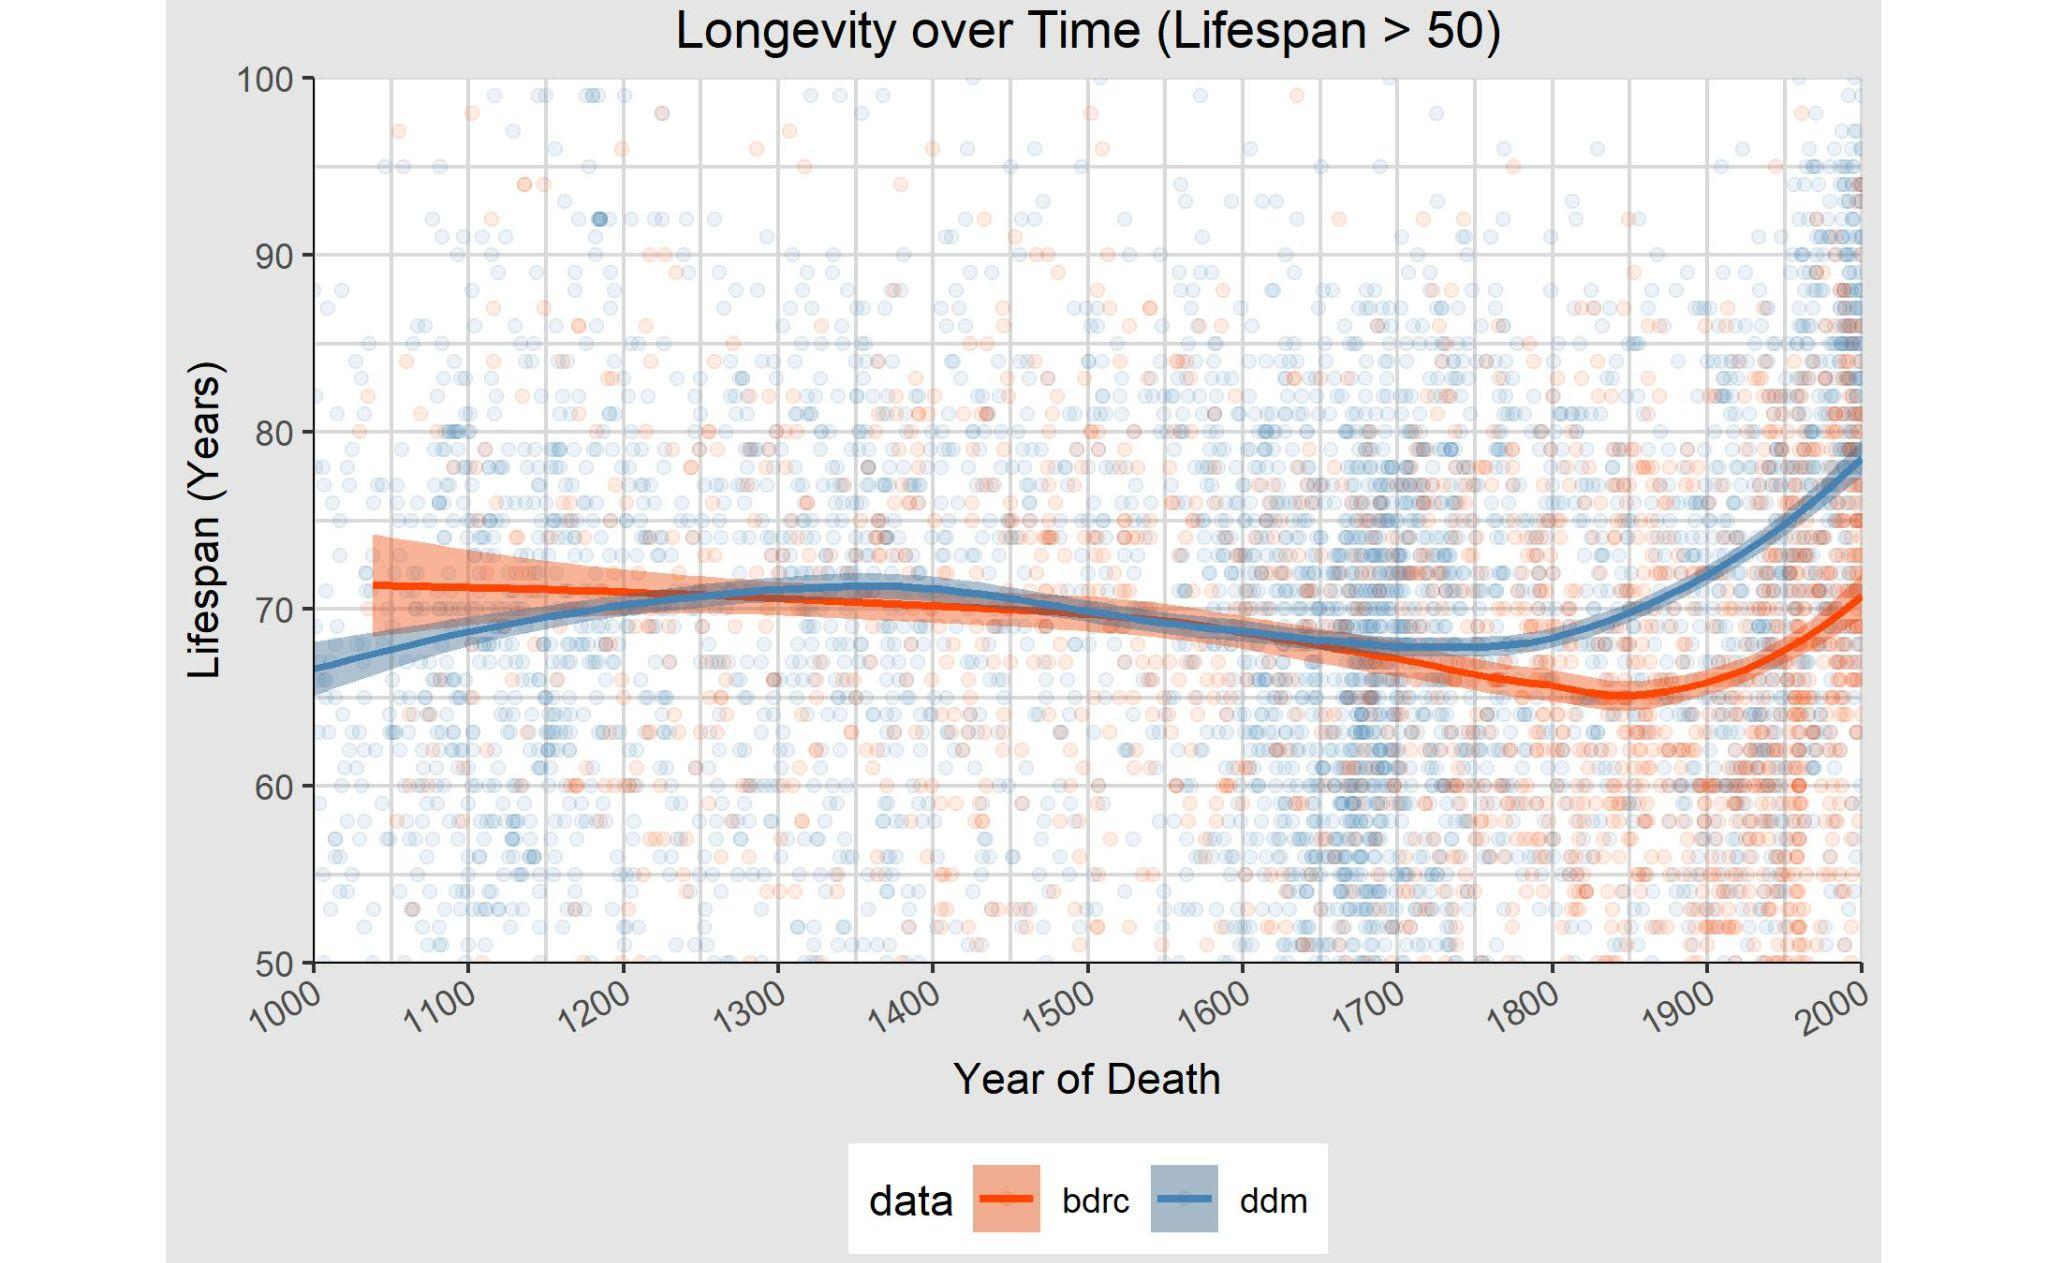 Longevity over Time (Lifespan > 50)
100
90
80
70
60
50
Lifespan (Years)
1000 1100 1200 1300 1400 1500 1600 1700 1800 1900 2000
Year of Death
data bdrc ddm